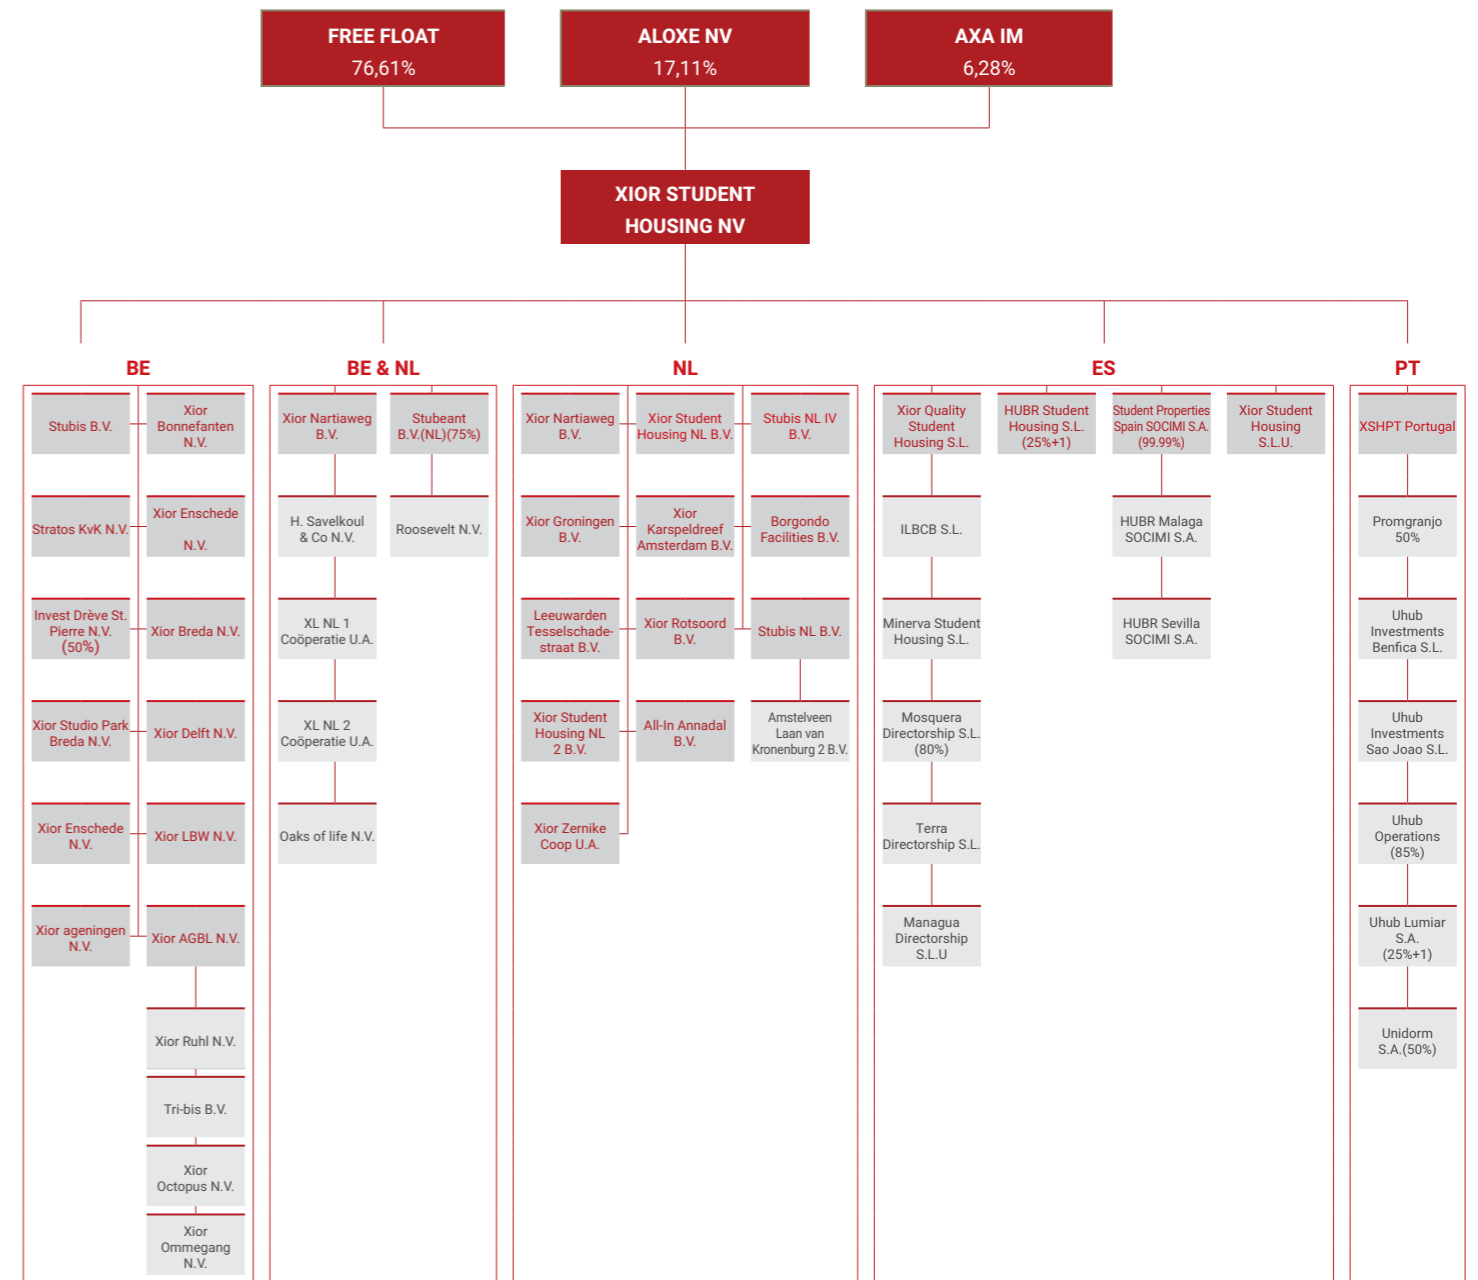 FREE FLOAT
76,61%
ALOXE NV
17,11%
AXA IM
6,28%
XIOR STUDENT
HOUSING NV
BE
Stubis B.V.
Xior
Bonnefanten
N.V.
Stratos KvK N.V.
Xior Enschede
N.V.
Invest Drève St.
Pierre N.V.
(50%)
Xior Breda N.V.
Xior Studio Park
Breda N.V.
Xior Delft N.V.
Xior Enschede
N.V.
Xior LBW N.V.
Xior ageningen
N.V.
Xior AGBL N.V.
Xior Ruhl N.V.
Tri-bis B.V.
Xior
Octopus N.V.
Xior
Ommegang
N.V.
BE & NL
Xior Nartiaweg
B.V.
Stubeant
B.V.(NL)(75%)
H. Savelkoul
& Co N.V.
Roosevelt N.V.
XL NL 1
Coöperatie U.A.
XL NL 2
Coöperatie U.A.
Oaks of life N.V.
NL
Xior Nartiaweg
B.V.
Xior Student
Housing NL B.V.
Stubis NL IV
B.V.
Xior Groningen
B.V.
Xior
Karspeldreef
Amsterdam B.V.
Borgondo
Facilities B.V.
Leeuwarden
Tesselschade-
straat B.V.
Xior Rotsoord
B.V.
Stubis NL B.V.
Xior Student
Housing NL
2 B.V.
All-In Annadal
B.V.
Amstelveen
Laan van
Kronenburg 2 B.V.
Xior Zernike
Coop U.A.
ES
Xior Quality
Student
Housing S.L.
HUBR Student
Housing S.L.
(25%+1)
Student Properties
Spain SOCIMI S.A.
(99.99%)
Xior Student
Housing
S.L.U.
ILBCB S.L.
HUBR Malaga
SOCIMI S.A.
Minerva Student
Housing S.L.
HUBR Sevilla
SOCIMI S.A.
Mosquera
Directorship S.L.
(80%)
Terra
Directorship S.L.
Managua
Directorship
S.L.U
PT
XSHPT Portugal
Promgranjo
50%
Uhub
Investments
Benfica S.L.
Uhub
Investments
Sao Joao S.L.
Uhub
Operations
(85%)
Uhub Lumiar
S.A.
(25%+1)
Unidorm
S.A.(50%)